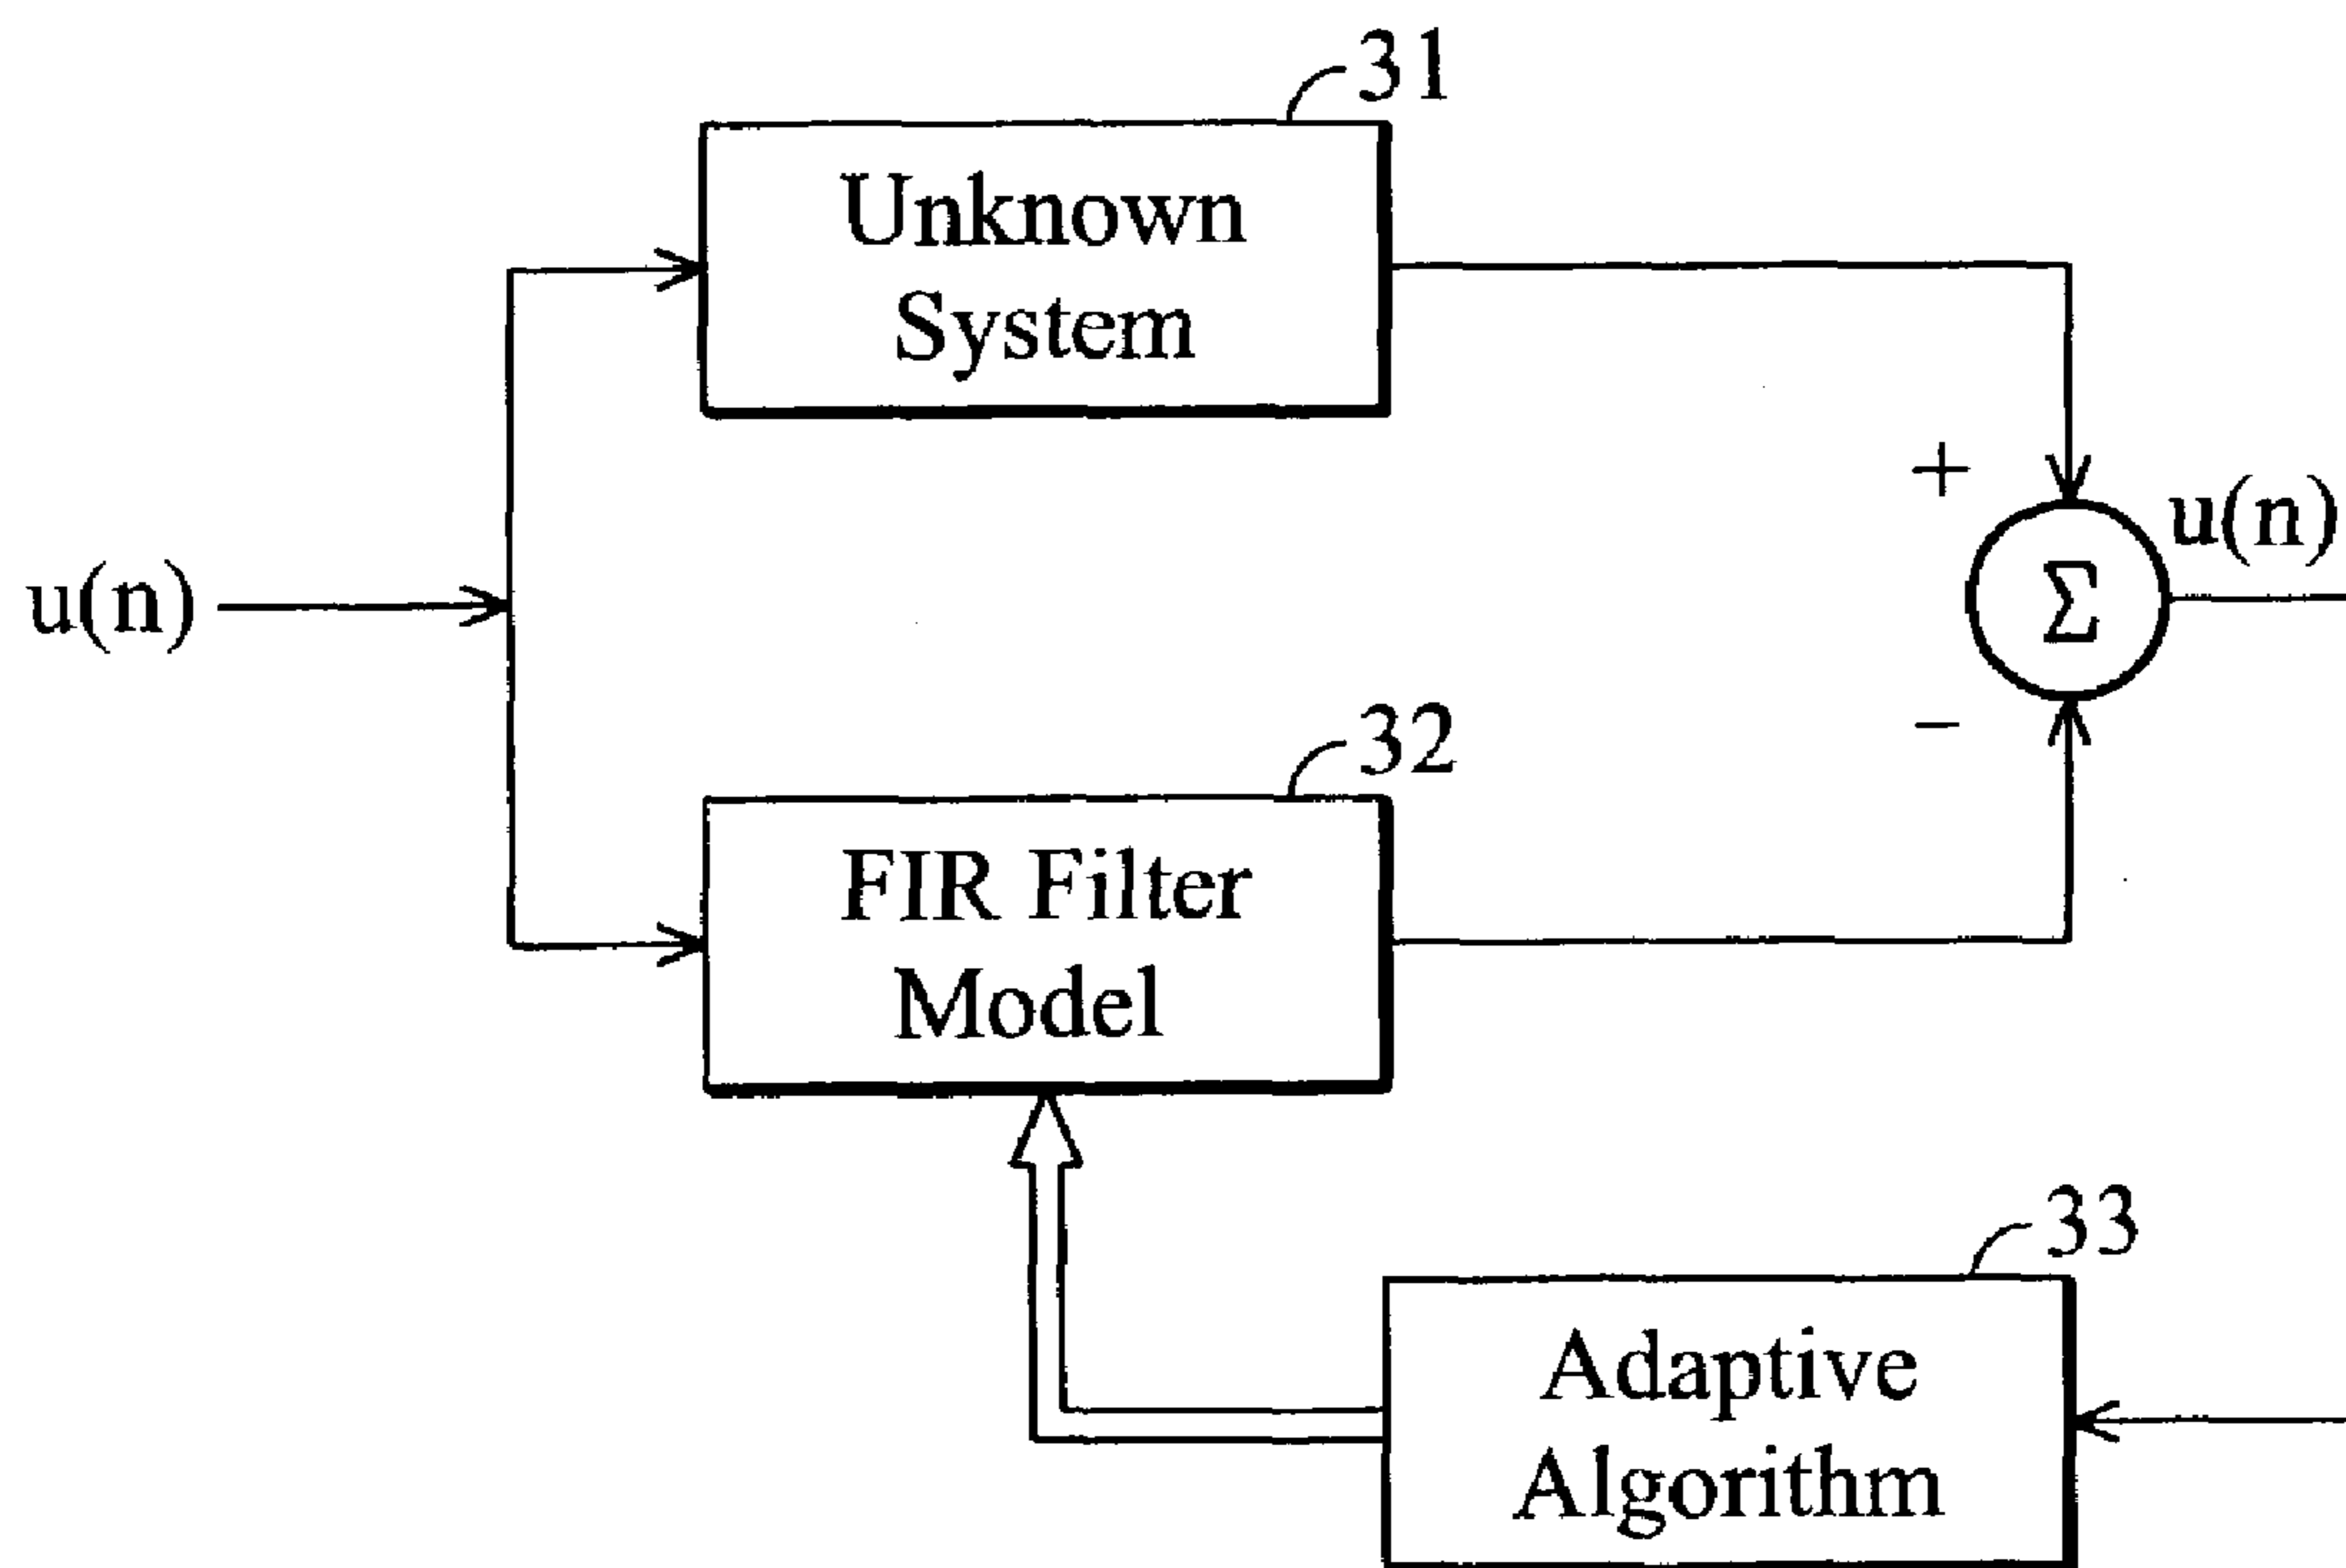 31
Unknown
System
+
u(n)
u(n)
Σ
−
32
FIR Filter
Model
33
Adaptive
Algorithm